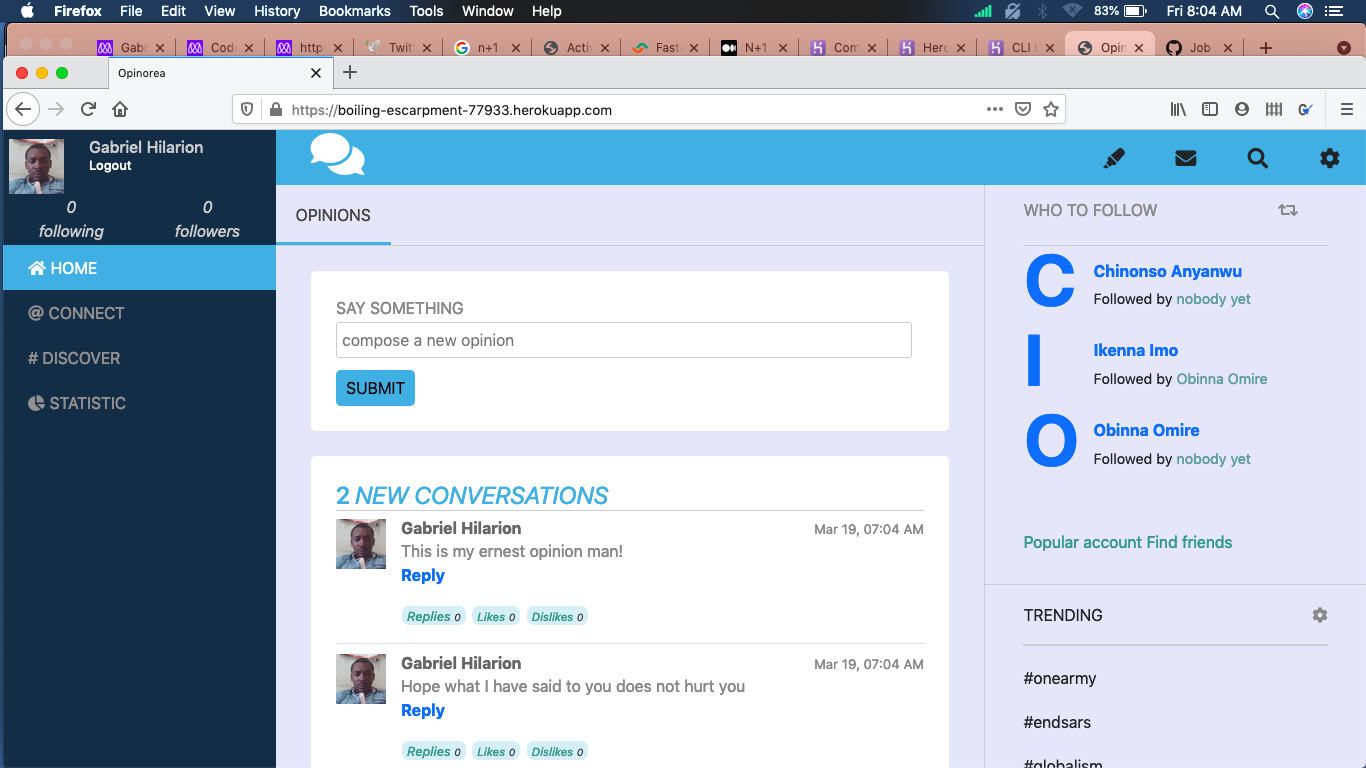 Firefox File Edit View History Bookmarks Tools Window Help 83% Fri 8:04 AM
Gabr Code http Twitt n+1 Activ Faste N+1 Com Hero CLI Opin Job
Opinorea
https://boiling-escarpment-77933.herokuapp.com
Gabriel Hilarion
Logout
0 0
following followers
HOME
@ CONNECT
# DISCOVER
STATISTIC
OPINIONS
SAY SOMETHING
compose a new opinion
SUBMIT
2 NEW CONVERSATIONS
Gabriel Hilarion Mar 19, 07:04 AM
This is my ernest opinion man!
Reply
Replies 0 Likes 0 Dislikes 0
Gabriel Hilarion Mar 19, 07:04 AM
Hope what I have said to you does not hurt you
Reply
Replies 0 Likes 0 Dislikes 0
WHO TO FOLLOW
C Chinonso Anyanwu
Followed by nobody yet
I Ikenna Imo
Followed by Obinna Omire
O Obinna Omire
Followed by nobody yet
Popular account Find friends
TRENDING
#onearmy
#endsars
#globalism